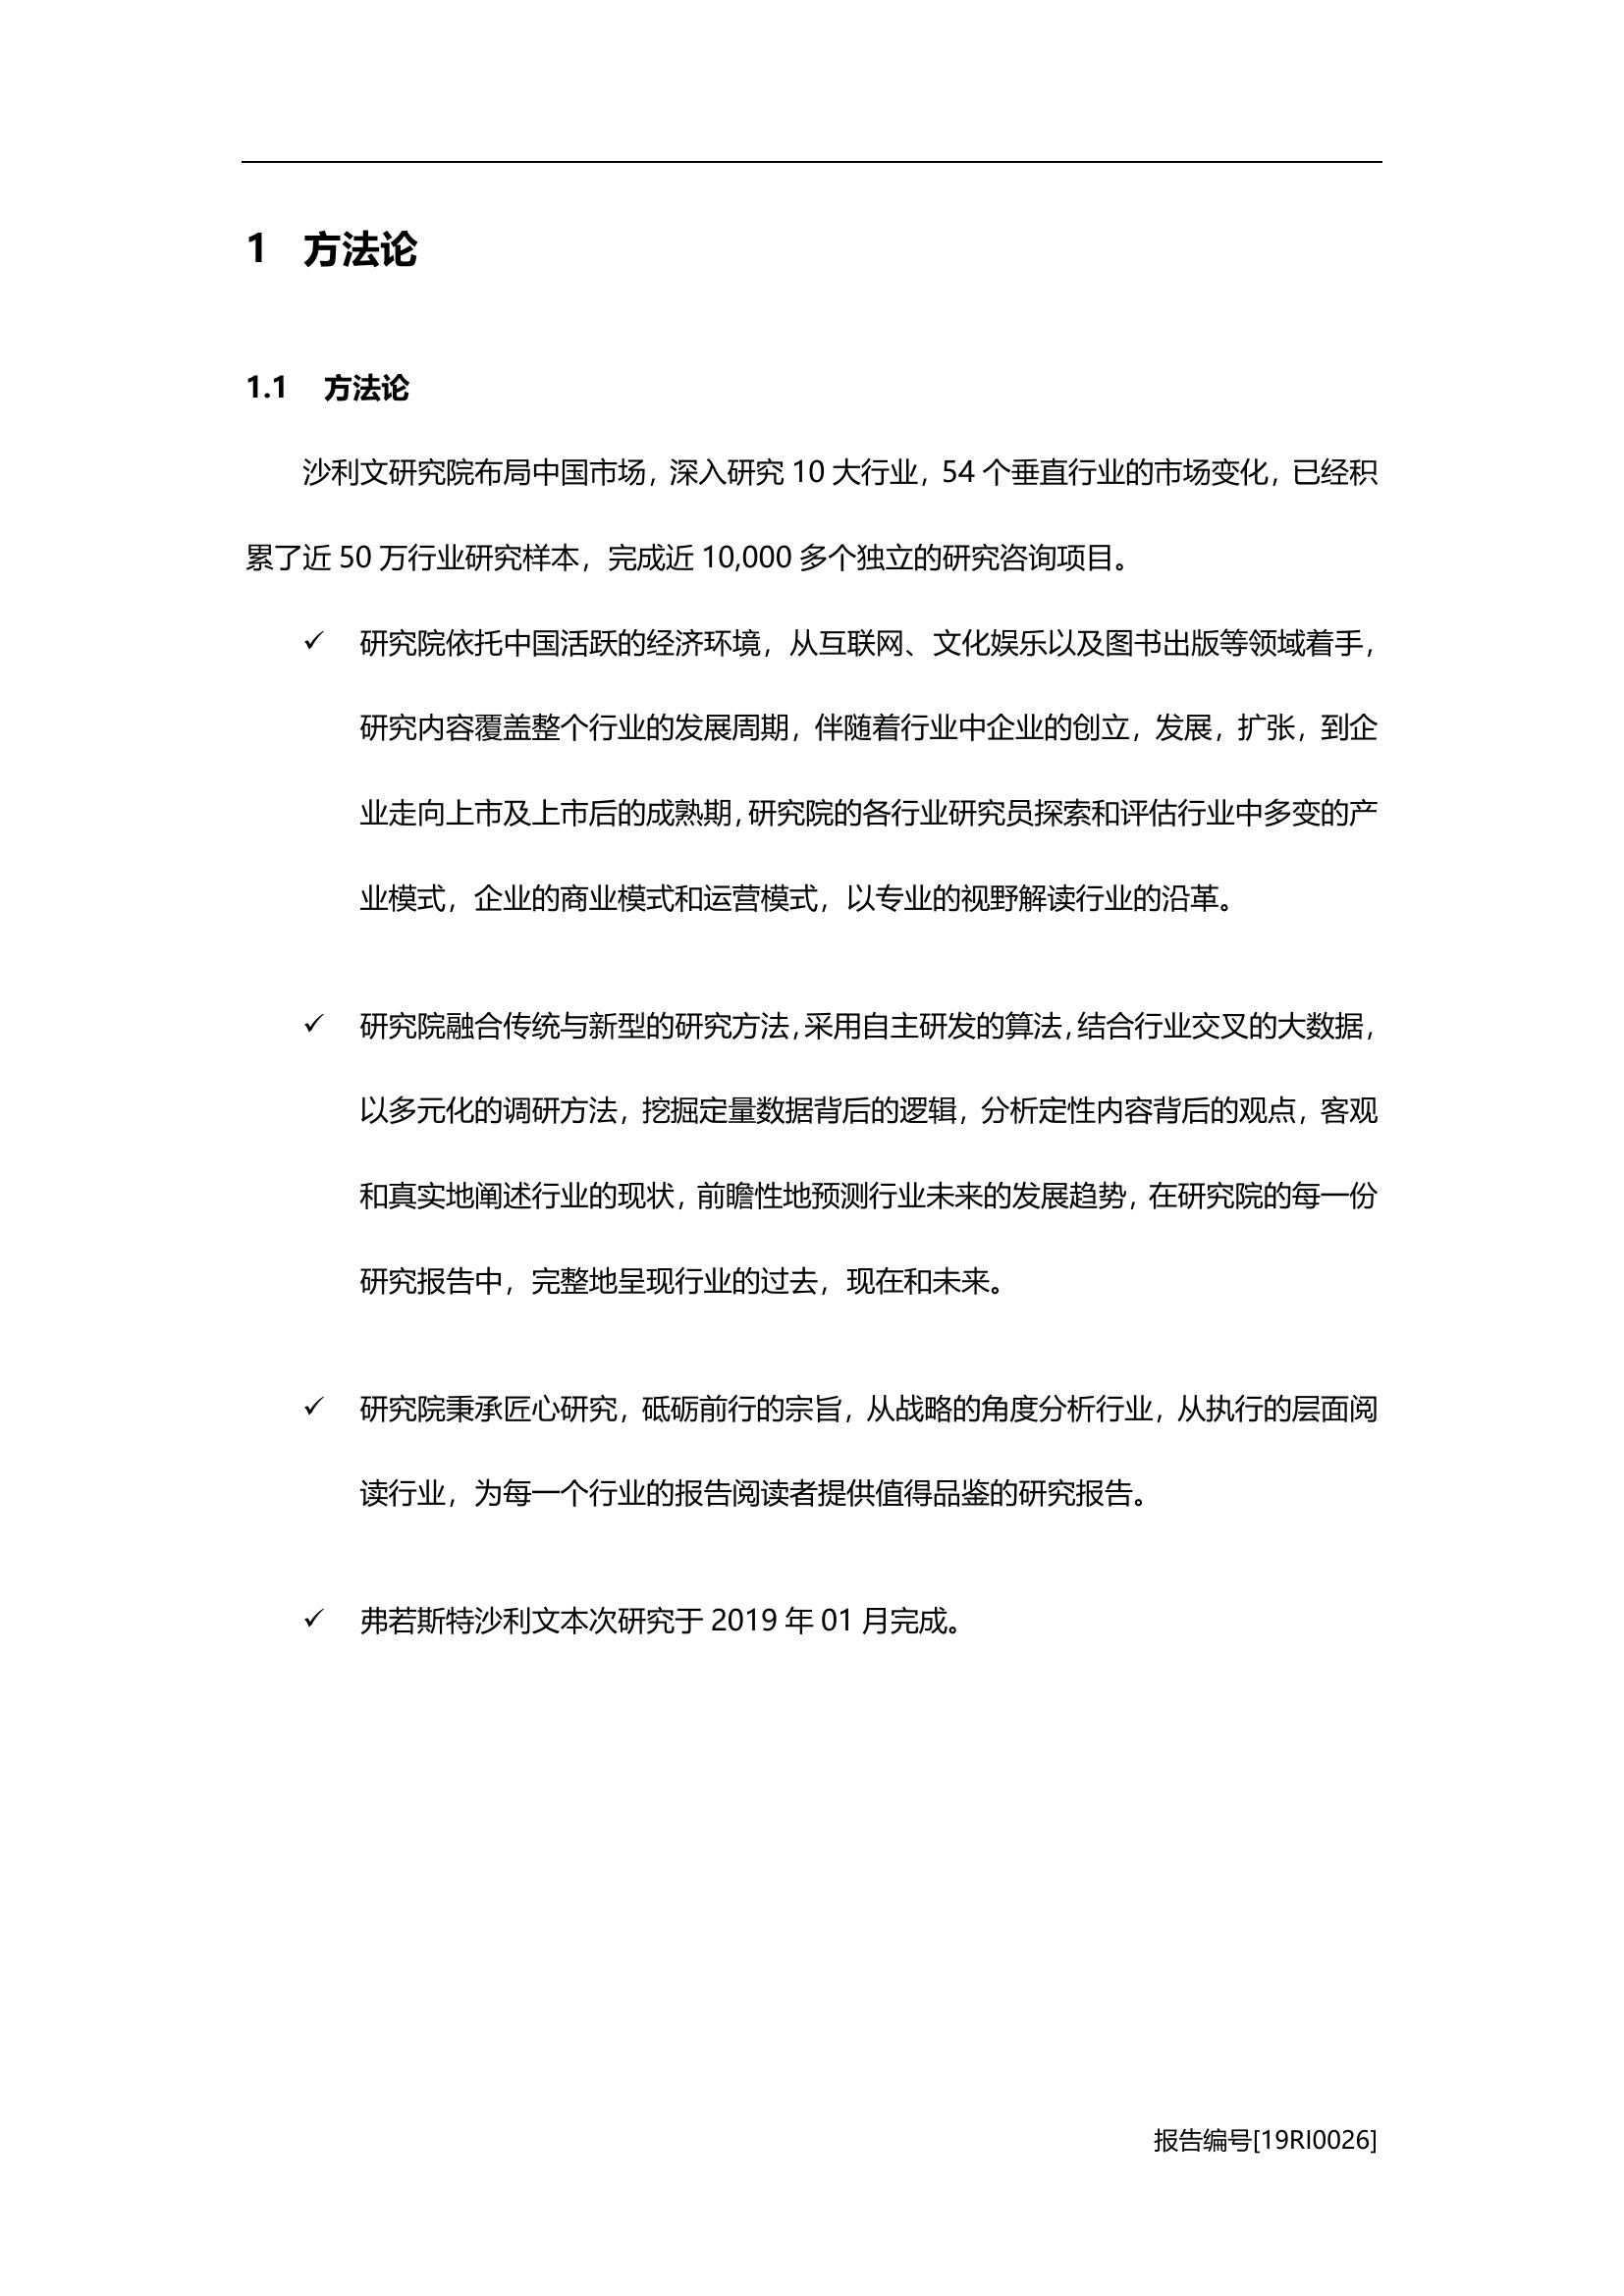 1 方法论
1.1 方法论
沙利文研究院布局中国市场，深入研究 10 大行业，54 个垂直行业的市场变化，已经积
累了近 50 万行业研究样本，完成近 10,000 多个独立的研究咨询项目。
✓ 研究院依托中国活跃的经济环境，从互联网、文化娱乐以及图书出版等领域着手，
研究内容覆盖整个行业的发展周期，伴随着行业中企业的创立，发展，扩张，到企
业走向上市及上市后的成熟期，研究院的各行业研究员探索和评估行业中多变的产
业模式，企业的商业模式和运营模式，以专业的视野解读行业的沿革。
✓ 研究院融合传统与新型的研究方法，采用自主研发的算法，结合行业交叉的大数据，
以多元化的调研方法，挖掘定量数据背后的逻辑，分析定性内容背后的观点，客观
和真实地阐述行业的现状，前瞻性地预测行业未来的发展趋势，在研究院的每一份
研究报告中，完整地呈现行业的过去，现在和未来。
✓ 研究院秉承匠心研究，砥砺前行的宗旨，从战略的角度分析行业，从执行的层面阅
读行业，为每一个行业的报告阅读者提供值得品鉴的研究报告。
✓ 弗若斯特沙利文本次研究于 2019 年 01 月完成。
报告编号[19RI0026]